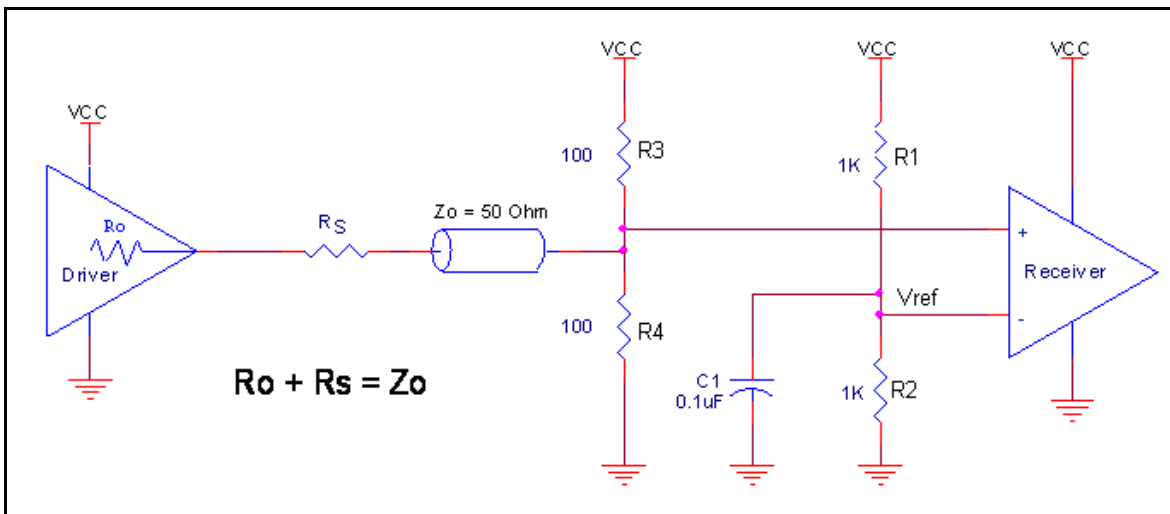 VCC
VCC
VCC
VCC
100
R3
1K
R1
Ro
RS
Zo = 50 Ohm
+
Driver
Receiver
Vref
-
100
R4
C1
0.1uF
1K
R2
Ro + Rs = Zo